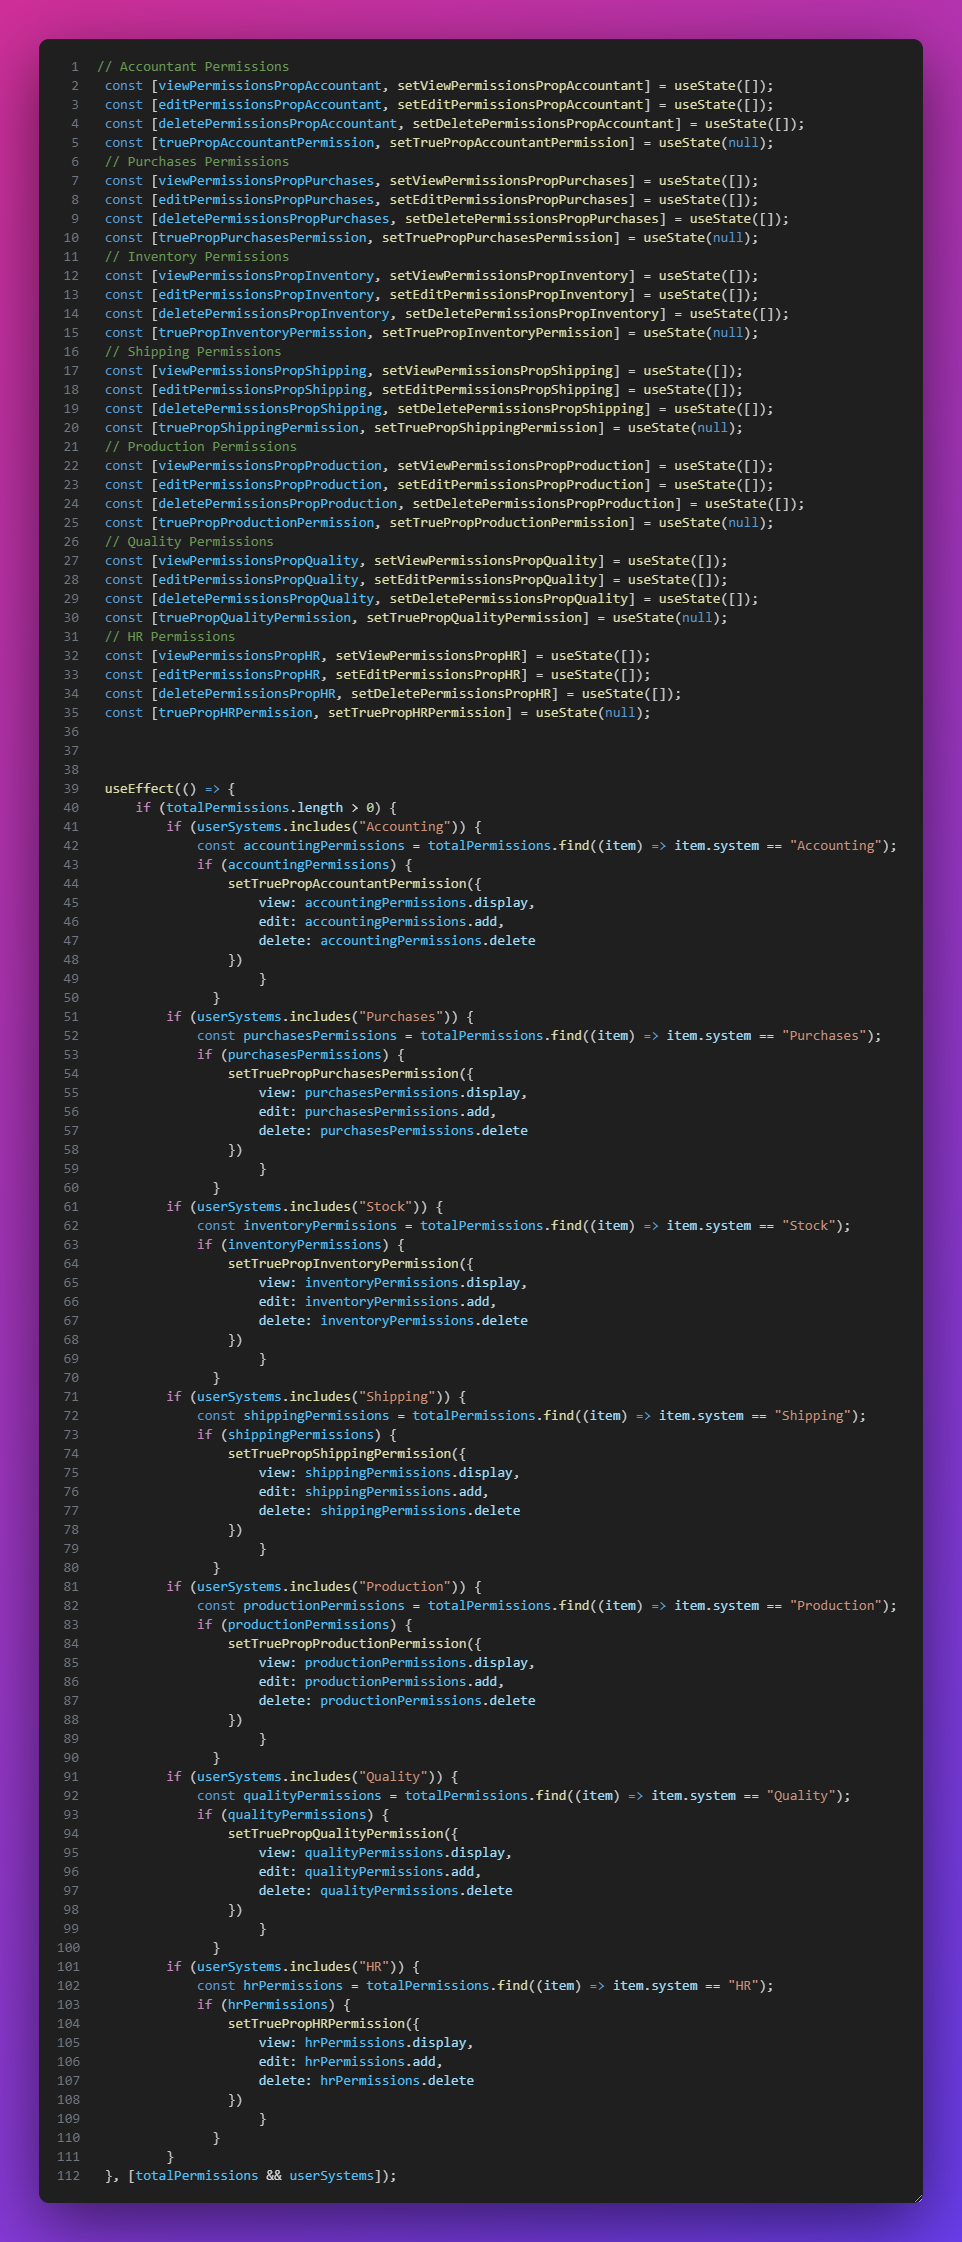 1 // Accountant Permissions
2 const [viewPermissionsPropAccountant, setViewPermissionsPropAccountant] = useState([]);
3 const [editPermissionsPropAccountant, setEditPermissionsPropAccountant] = useState([]);
4 const [deletePermissionsPropAccountant, setDeletePermissionsPropAccountant] = useState([]);
5 const [truePropAccountantPermission, setTruePropAccountantPermission] = useState(null);
6 // Purchases Permissions
7 const [viewPermissionsPropPurchases, setViewPermissionsPropPurchases] = useState([]);
8 const [editPermissionsPropPurchases, setEditPermissionsPropPurchases] = useState([]);
9 const [deletePermissionsPropPurchases, setDeletePermissionsPropPurchases] = useState([]);
10 const [truePropPurchasesPermission, setTruePropPurchasesPermission] = useState(null);
11 // Inventory Permissions
12 const [viewPermissionsPropInventory, setViewPermissionsPropInventory] = useState([]);
13 const [editPermissionsPropInventory, setEditPermissionsPropInventory] = useState([]);
14 const [deletePermissionsPropInventory, setDeletePermissionsPropInventory] = useState([]);
15 const [truePropInventoryPermission, setTruePropInventoryPermission] = useState(null);
16 // Shipping Permissions
17 const [viewPermissionsPropShipping, setViewPermissionsPropShipping] = useState([]);
18 const [editPermissionsPropShipping, setEditPermissionsPropShipping] = useState([]);
19 const [deletePermissionsPropShipping, setDeletePermissionsPropShipping] = useState([]);
20 const [truePropShippingPermission, setTruePropShippingPermission] = useState(null);
21 // Production Permissions
22 const [viewPermissionsPropProduction, setViewPermissionsPropProduction] = useState([]);
23 const [editPermissionsPropProduction, setEditPermissionsPropProduction] = useState([]);
24 const [deletePermissionsPropProduction, setDeletePermissionsPropProduction] = useState([]);
25 const [truePropProductionPermission, setTruePropProductionPermission] = useState(null);
26 // Quality Permissions
27 const [viewPermissionsPropQuality, setViewPermissionsPropQuality] = useState([]);
28 const [editPermissionsPropQuality, setEditPermissionsPropQuality] = useState([]);
29 const [deletePermissionsPropQuality, setDeletePermissionsPropQuality] = useState([]);
30 const [truePropQualityPermission, setTruePropQualityPermission] = useState(null);
31 // HR Permissions
32 const [viewPermissionsPropHR, setViewPermissionsPropHR] = useState([]);
33 const [editPermissionsPropHR, setEditPermissionsPropHR] = useState([]);
34 const [deletePermissionsPropHR, setDeletePermissionsPropHR] = useState([]);
35 const [truePropHRPermission, setTruePropHRPermission] = useState(null);
36
37
38
39 useEffect(() => {
40 if (totalPermissions.length > 0) {
41 if (userSystems.includes("Accounting")) {
42 const accountingPermissions = totalPermissions.find((item) => item.system == "Accounting");
43 if (accountingPermissions) {
44 setTruePropAccountantPermission({
45 view: accountingPermissions.display,
46 edit: accountingPermissions.add,
47 delete: accountingPermissions.delete
48 })
49 }
50 }
51 if (userSystems.includes("Purchases")) {
52 const purchasesPermissions = totalPermissions.find((item) => item.system == "Purchases");
53 if (purchasesPermissions) {
54 setTruePropPurchasesPermission({
55 view: purchasesPermissions.display,
56 edit: purchasesPermissions.add,
57 delete: purchasesPermissions.delete
58 })
59 }
60 }
61 if (userSystems.includes("Stock")) {
62 const inventoryPermissions = totalPermissions.find((item) => item.system == "Stock");
63 if (inventoryPermissions) {
64 setTruePropInventoryPermission({
65 view: inventoryPermissions.display,
66 edit: inventoryPermissions.add,
67 delete: inventoryPermissions.delete
68 })
69 }
70 }
71 if (userSystems.includes("Shipping")) {
72 const shippingPermissions = totalPermissions.find((item) => item.system == "Shipping");
73 if (shippingPermissions) {
74 setTruePropShippingPermission({
75 view: shippingPermissions.display,
76 edit: shippingPermissions.add,
77 delete: shippingPermissions.delete
78 })
79 }
80 }
81 if (userSystems.includes("Production")) {
82 const productionPermissions = totalPermissions.find((item) => item.system == "Production");
83 if (productionPermissions) {
84 setTruePropProductionPermission({
85 view: productionPermissions.display,
86 edit: productionPermissions.add,
87 delete: productionPermissions.delete
88 })
89 }
90 }
91 if (userSystems.includes("Quality")) {
92 const qualityPermissions = totalPermissions.find((item) => item.system == "Quality");
93 if (qualityPermissions) {
94 setTruePropQualityPermission({
95 view: qualityPermissions.display,
96 edit: qualityPermissions.add,
97 delete: qualityPermissions.delete
98 })
99 }
100 }
101 if (userSystems.includes("HR")) {
102 const hrPermissions = totalPermissions.find((item) => item.system == "HR");
103 if (hrPermissions) {
104 setTruePropHRPermission({
105 view: hrPermissions.display,
106 edit: hrPermissions.add,
107 delete: hrPermissions.delete
108 })
109 }
110 }
111 }
112 }, [totalPermissions && userSystems]);